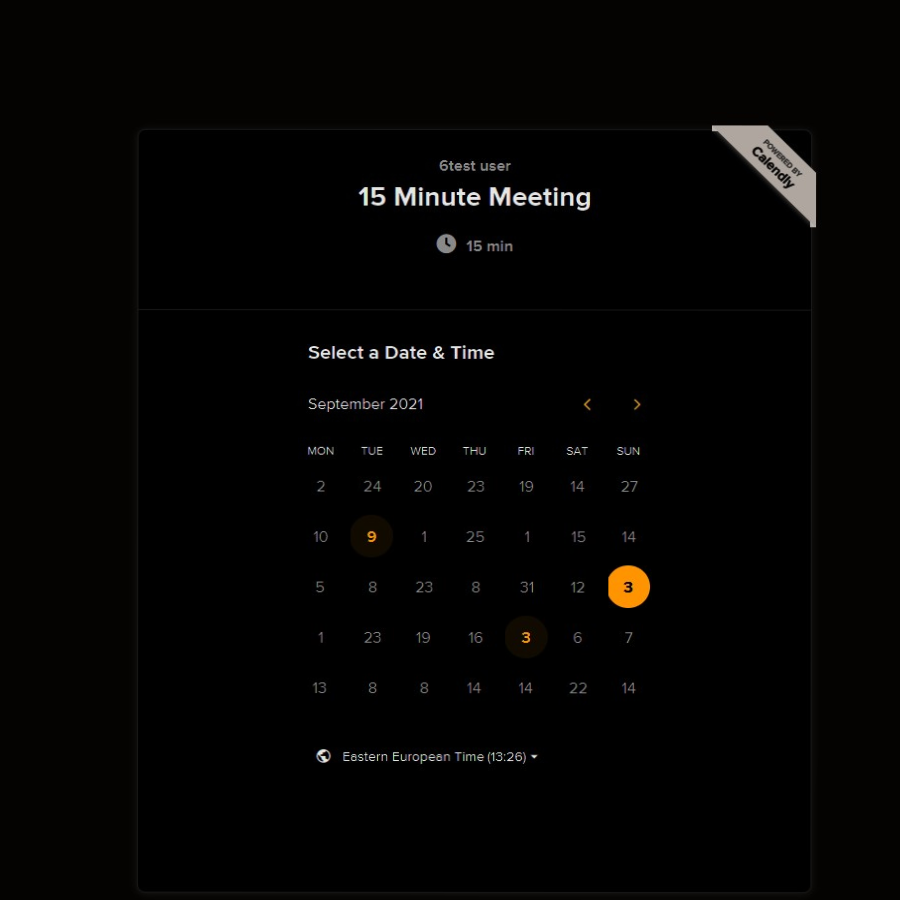 POWERED BY
Calendly
6test user
15 Minute Meeting
15 min
Select a Date & Time
September 2021
MON TUE WED THU FRI SAT SUN
2 24 20 23 19 14 27
10 9 1 25 1 15 14
5 8 23 8 31 12 3
1 23 19 16 3 6 7
13 8 8 14 14 22 14
Eastern European Time (13:26)